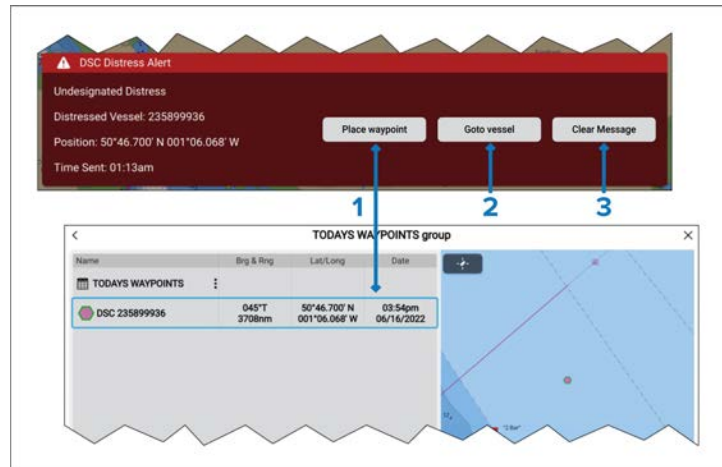 DSC Distress Alert
Undesignated Distress
Distressed Vessel: 235899936
Position: 50°46.700' N 001°06.068' W
Time Sent: 01:13am
Place waypoint
Goto vessel
Clear Message
1
2
3
TODAYS WAYPOINTS group
Name
Brg & Rng
Lat/Long
Date
TODAYS WAYPOINTS
DSC 235899936
045°T
3708nm
50°46.700' N
001°06.068' W
03:54pm
06/16/2022